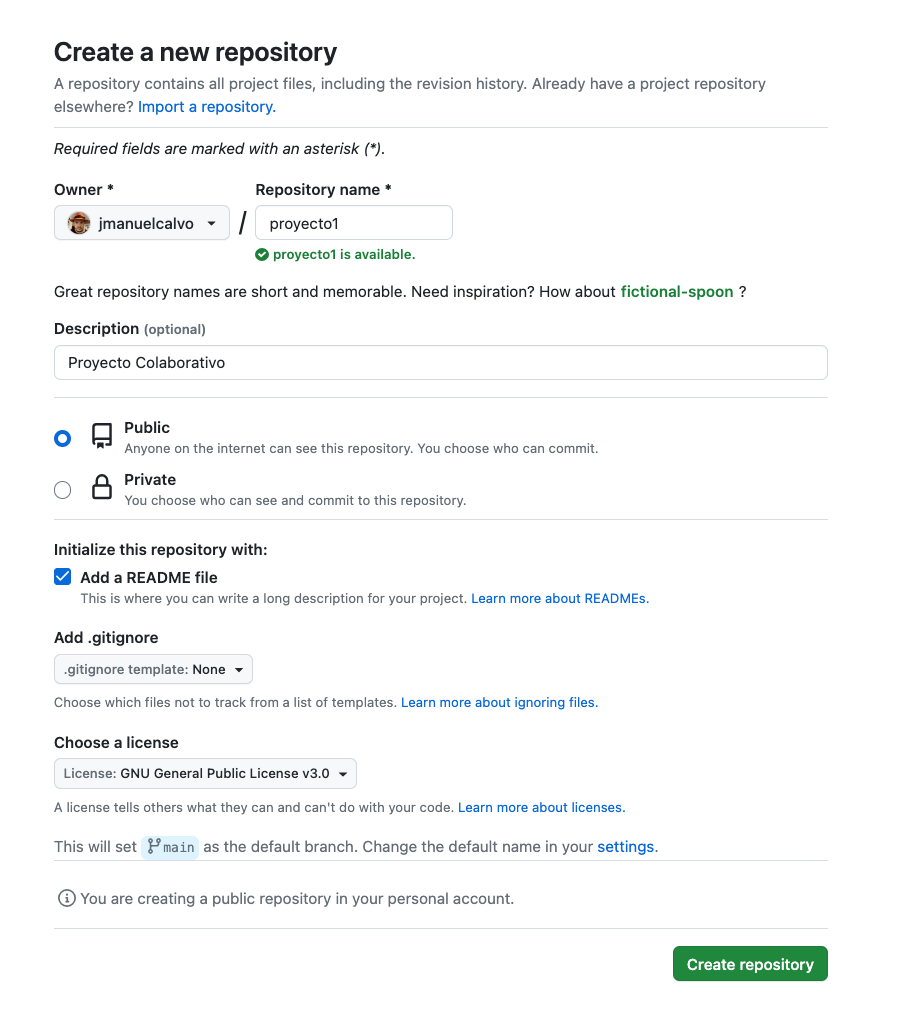 Create a new repository
A repository contains all project files, including the revision history. Already have a project repository
elsewhere? Import a repository.
Required fields are marked with an asterisk (*).
Owner * Repository name *
jmanuelcalvo / proyecto1
proyecto1 is available.
Great repository names are short and memorable. Need inspiration? How about fictional-spoon ?
Description (optional)
Proyecto Colaborativo
Public
Anyone on the internet can see this repository. You choose who can commit.
Private
You choose who can see and commit to this repository.
Initialize this repository with:
Add a README file
This is where you can write a long description for your project. Learn more about READMEs.
Add .gitignore
.gitignore template: None
Choose which files not to track from a list of templates. Learn more about ignoring files.
Choose a license
License: GNU General Public License v3.0
A license tells others what they can and can't do with your code. Learn more about licenses.
This will set main as the default branch. Change the default name in your settings.
You are creating a public repository in your personal account.
Create repository